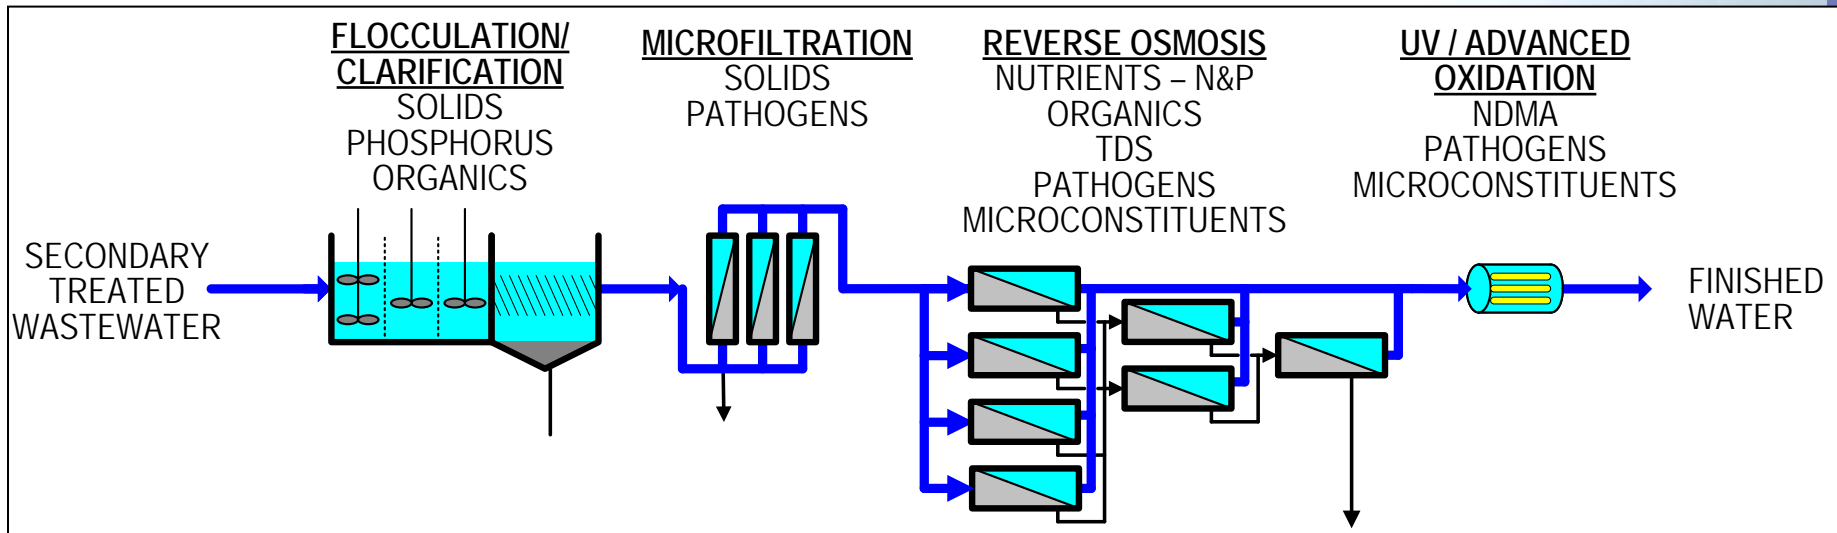 FLOCCULATION/
CLARIFICATION
SOLIDS
PHOSPHORUS
ORGANICS
MICROFILTRATION
SOLIDS
PATHOGENS
REVERSE OSMOSIS
NUTRIENTS – N&P
ORGANICS
TDS
PATHOGENS
MICROCONSTITUENTS
UV / ADVANCED
OXIDATION
NDMA
PATHOGENS
MICROCONSTITUENTS
SECONDARY
TREATED
WASTEWATER
FINISHED
WATER